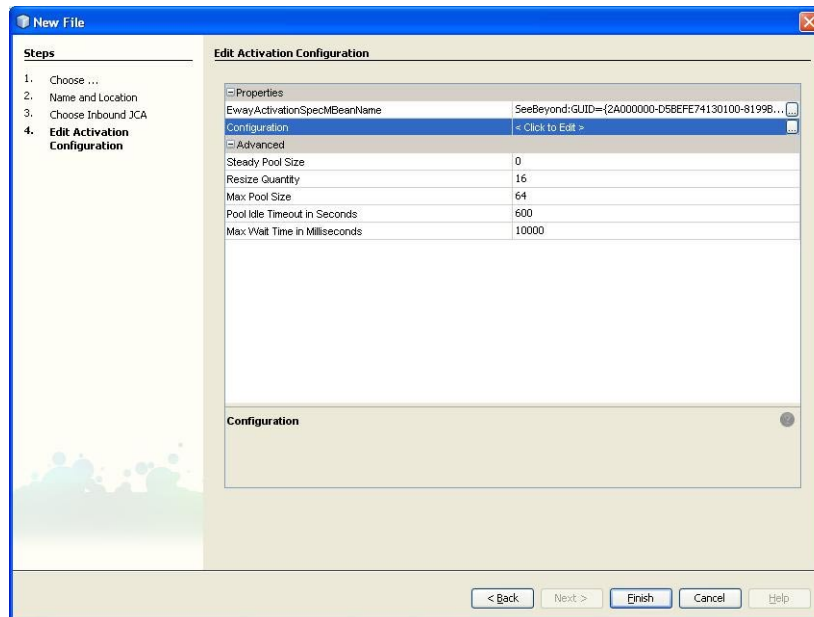 New File
Steps
1. Choose ...
2. Name and Location
3. Choose Inbound JCA
4. Edit Activation
Configuration
Edit Activation Configuration
Properties
EwayActivationSpecMBeanName SeeBeyond:GUID={2A000000-D5BEFE74130100-8199B... ...
Configuration < Click to Edit > ...
Advanced
Steady Pool Size 0
Resize Quantity 16
Max Pool Size 64
Pool Idle Timeout in Seconds 600
Max Wait Time in Milliseconds 10000
Configuration
?
< Back Next > Finish Cancel Help